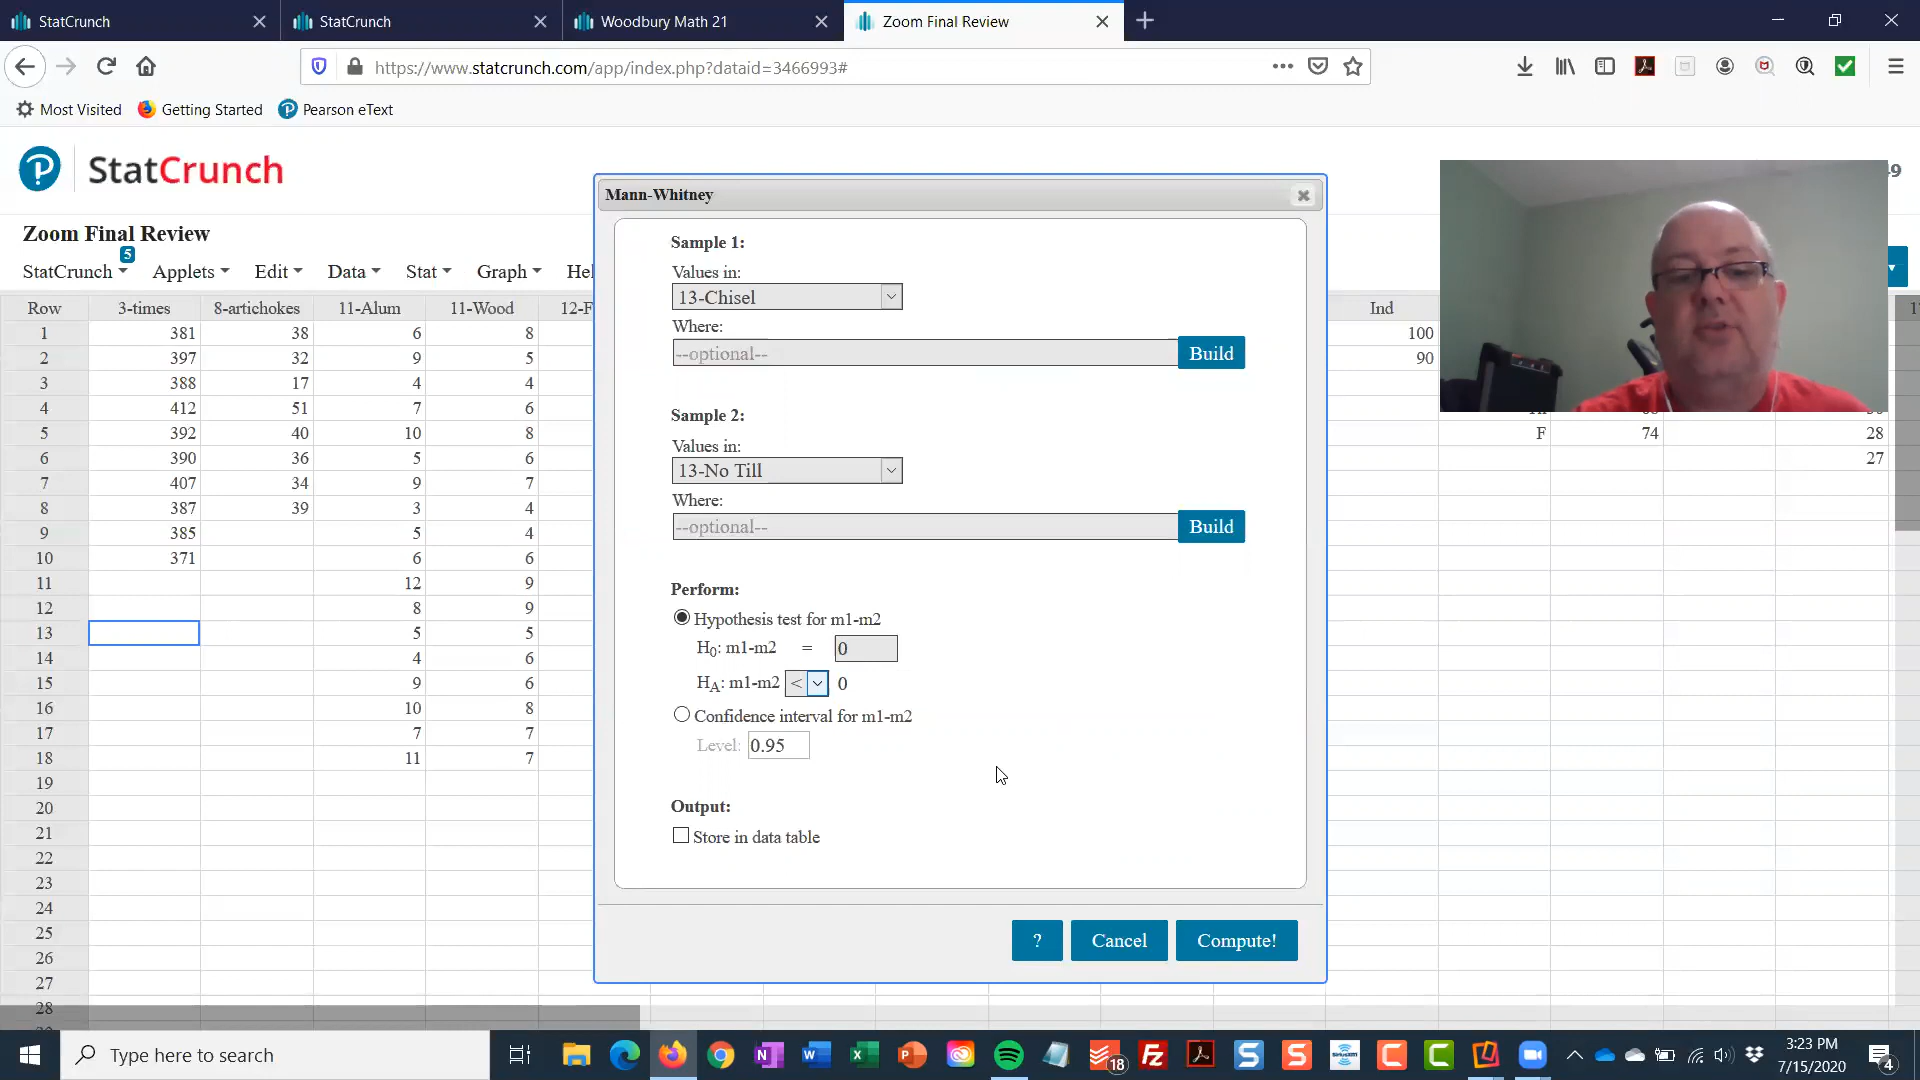 StatCrunch
StatCrunch
Woodbury Math 21
Zoom Final Review
https://www.statcrunch.com/app/index.php?dataid=3466993#
Most Visited
Getting Started
Pearson eText
StatCrunch
Zoom Final Review
5
StatCrunch
Applets
Edit
Data
Stat
Graph
Hel
Row 3-times 8-artichokes 11-Alum 11-Wood 12-F
1 381 38 6 8
2 397 32 9 5
3 388 17 4 4
4 412 51 7 6
5 392 40 10 8
6 390 36 5 6
7 407 34 9 7
8 387 39 3 4
9 385 5 4
10 371 6 6
11 12 9
12 8 9
13 5 5
14 4 6
15 9 6
16 10 8
17 7 7
18 11 7
19
20
21
22
23
24
25
26
27
28
Mann-Whitney
Sample 1:
Values in:
13-Chisel
Where:
--optional--
Build
Sample 2:
Values in:
13-No Till
Where:
--optional--
Build
Perform:
Hypothesis test for m1-m2
H0: m1-m2 = 0
HA: m1-m2 < 0
Confidence interval for m1-m2
Level: 0.95
Output:
Store in data table
?
Cancel
Compute!
Ind
100
90
F 74 28
27
Type here to search
18
3:23 PM
7/15/2020
4